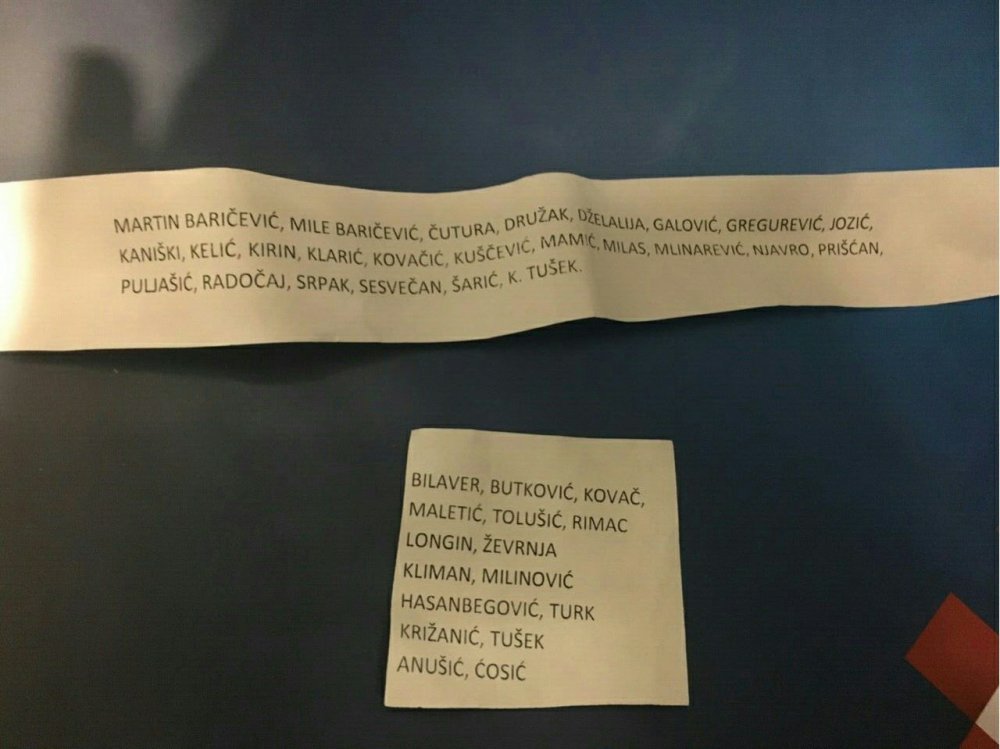 MARTIN BARIČEVIĆ, MILE BARIČEVIĆ, ČUTURA, DRUŽAK, DŽELALIJA, GALOVIĆ, GREGUREVIĆ, JOZIĆ,
KANIŠKI, KELIĆ, KIRIN, KLARIĆ, KOVAČIĆ, KUŠČEVIĆ, MAMIĆ, MILAS, MLINAREVIĆ, NJAVRO, PRIŠĆAN,
PULJAŠIĆ, RADOČAJ, SRPAK, SESVEČAN, ŠARIĆ, K. TUŠEK.
BILAVER, BUTKOVIĆ, KOVAČ,
MALETIĆ, TOLUŠIĆ, RIMAC
LONGIN, ŽEVRNJA
KLIMAN, MILINOVIĆ
HASANBEGOVIĆ, TURK
KRIŽANIĆ, TUŠEK
ANUŠIĆ, ĆOSIĆ